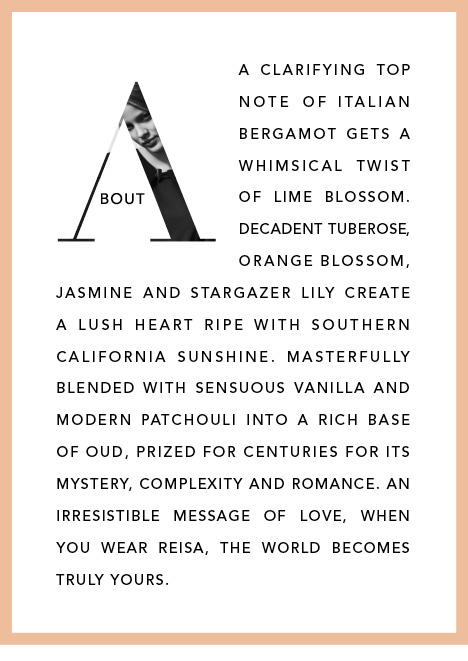 ABOUT
A CLARIFYING TOP
NOTE OF ITALIAN
BERGAMOT GETS A
WHIMSICAL TWIST
OF LIME BLOSSOM.
DECADENT TUBEROSE,
ORANGE BLOSSOM,
JASMINE AND STARGAZER LILY CREATE
A LUSH HEART RIPE WITH SOUTHERN
CALIFORNIA SUNSHINE. MASTERFULLY
BLENDED WITH SENSUOUS VANILLA AND
MODERN PATCHOULI INTO A RICH BASE
OF OUD, PRIZED FOR CENTURIES FOR ITS
MYSTERY, COMPLEXITY AND ROMANCE. AN
IRRESISTIBLE MESSAGE OF LOVE, WHEN
YOU WEAR REISA, THE WORLD BECOMES
TRULY YOURS.